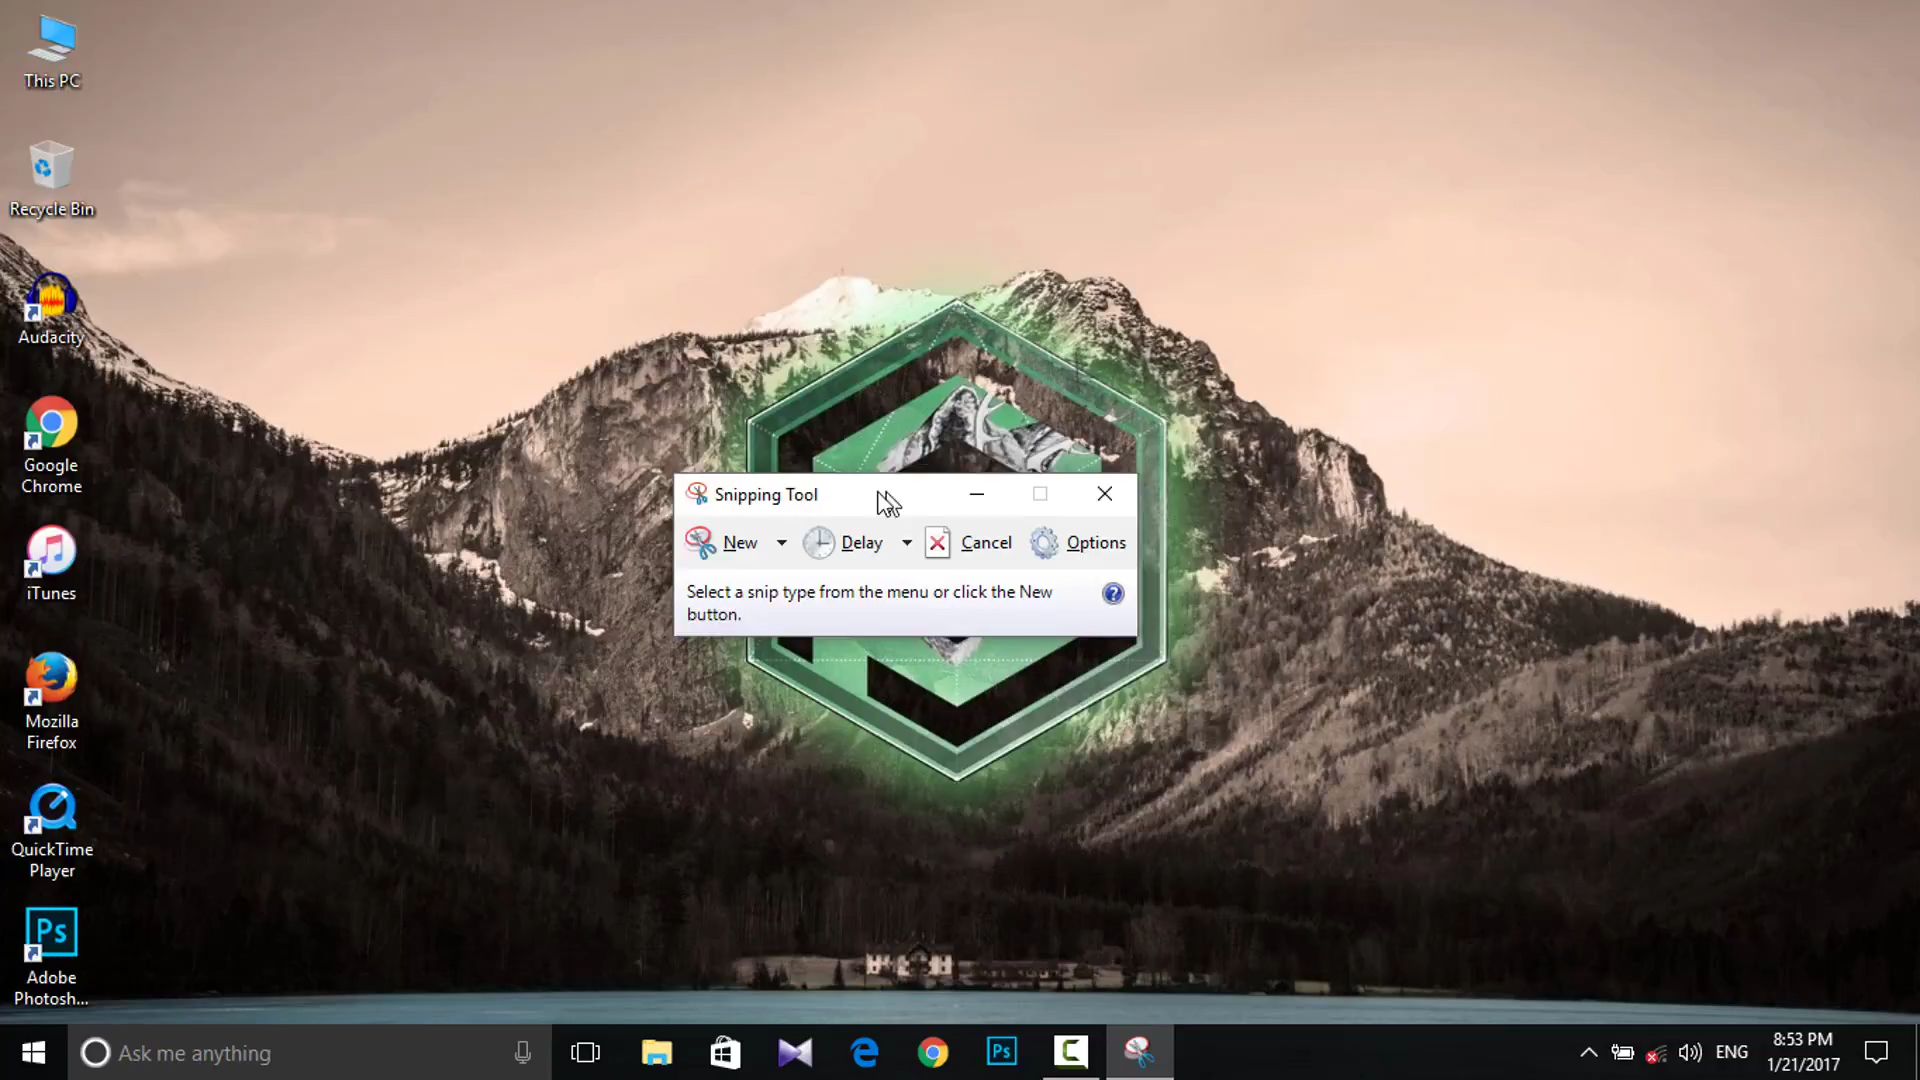 This PC
Recycle Bin
Audacity
Google
Chrome
iTunes
Mozilla
Firefox
QuickTime
Player
Ps
Adobe
Photosh...
Snipping Tool
New
Delay
Cancel
Options
Select a snip type from the menu or click the New
button.
Ask me anything
Ps
ENG
8:53 PM
1/21/2017